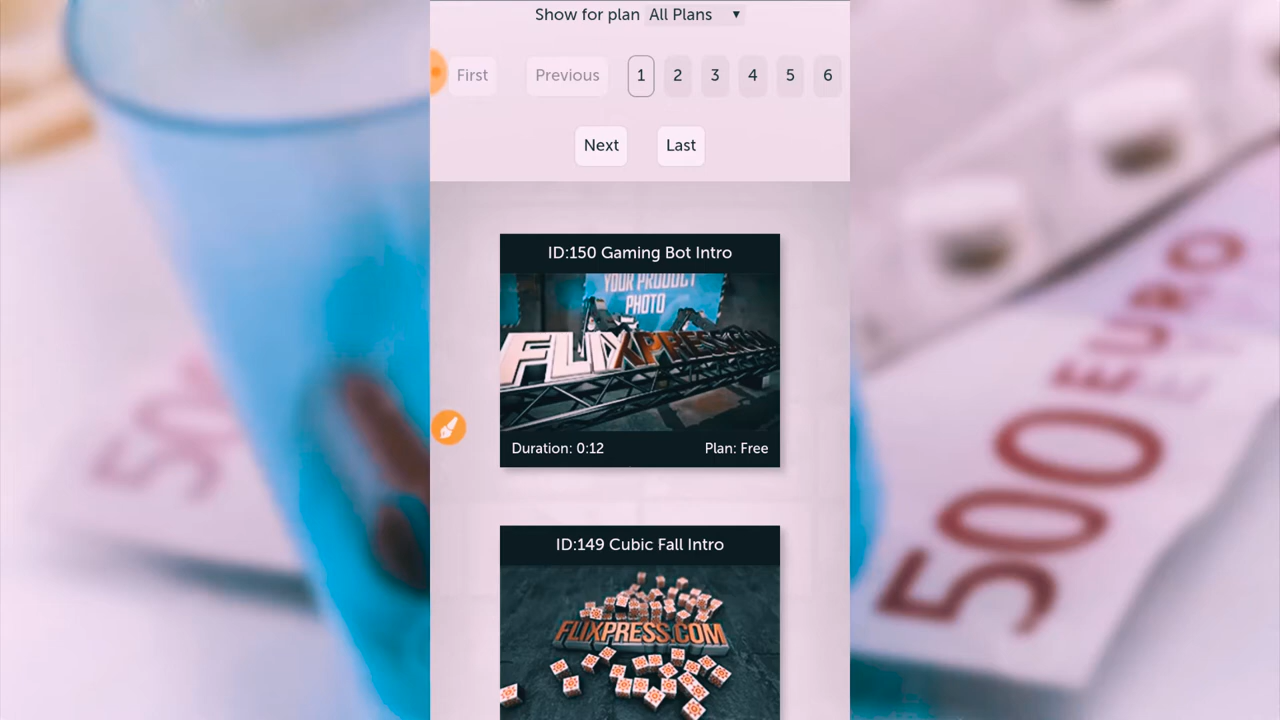 Show for plan All Plans ▼
First Previous 1 2 3 4 5 6
Next Last
ID:150 Gaming Bot Intro
YOUR PRODUCT
PHOTO
FLIXPRESS.COM
Duration: 0:12 Plan: Free
ID:149 Cubic Fall Intro
FLIXPRESS.COM
500
500 EURO